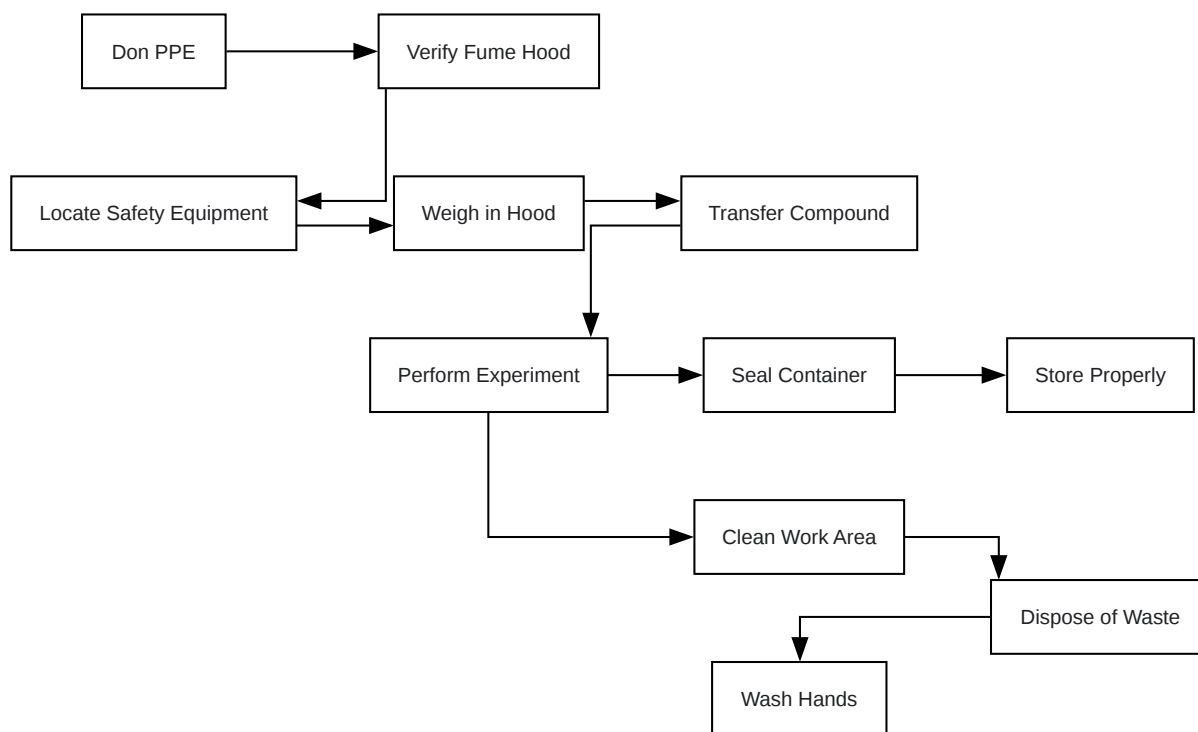 Don PPE
Verify Fume Hood
Locate Safety Equipment
Weigh in Hood
Transfer Compound
Perform Experiment
Seal Container
Store Properly
Clean Work Area
Dispose of Waste
Wash Hands